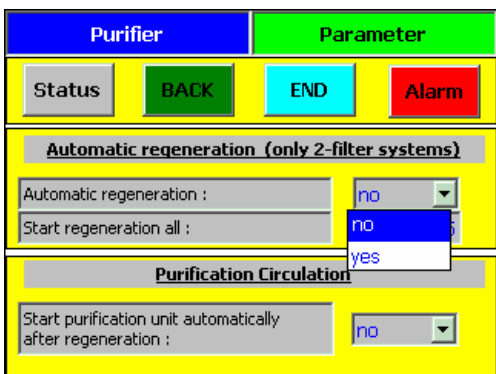 Purifier Parameter
Status BACK END Alarm
Automatic regeneration (only 2-filter systems)
Automatic regeneration : no
Start regeneration all :
no
yes
Purification Circulation
Start purification unit automatically
after regeneration : no